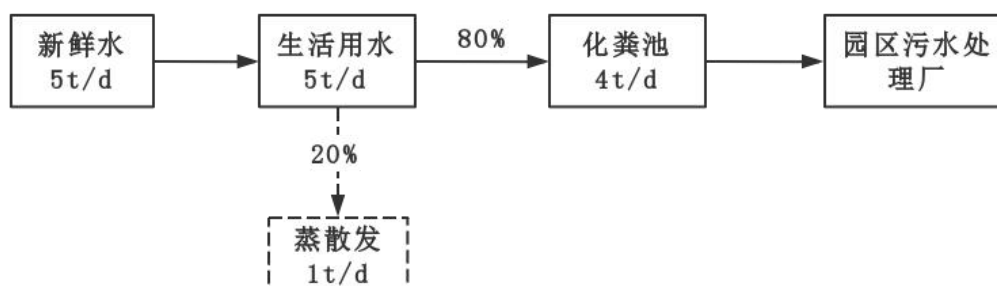 新鲜水
5t/d
生活用水
5t/d
80%
化粪池
4t/d
园区污水处
理厂
20%
蒸散发
1t/d